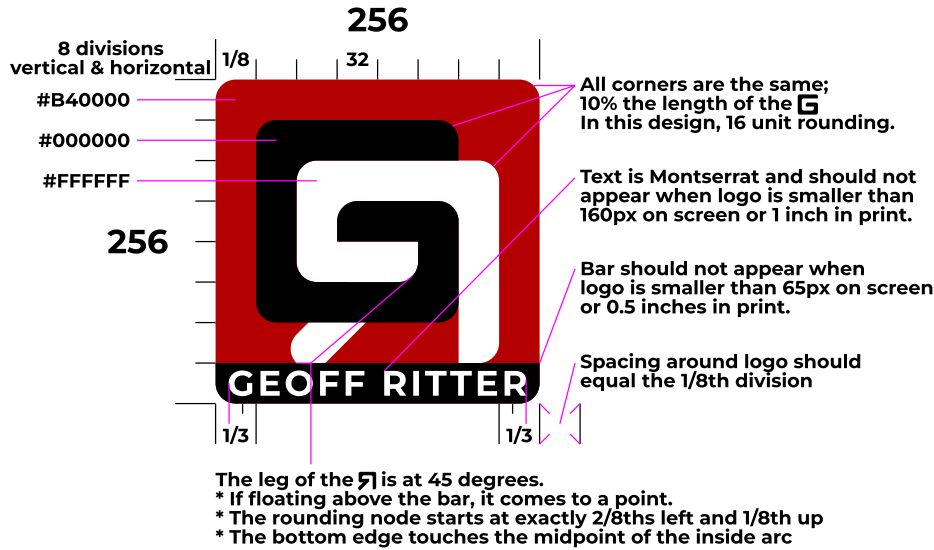 256
8 divisions
vertical & horizontal
1/8
32
#B40000
#000000
#FFFFFF
256
All corners are the same;
10% the length of the G
In this design, 16 unit rounding.
Text is Montserrat and should not
appear when logo is smaller than
160px on screen or 1 inch in print.
Bar should not appear when
logo is smaller than 65px on screen
or 0.5 inches in print.
Spacing around logo should
equal the 1/8th division
GEOFF RITTER
1/3
1/3
The leg of the R is at 45 degrees.
* If floating above the bar, it comes to a point.
* The rounding node starts at exactly 2/8ths left and 1/8th up
* The bottom edge touches the midpoint of the inside arc